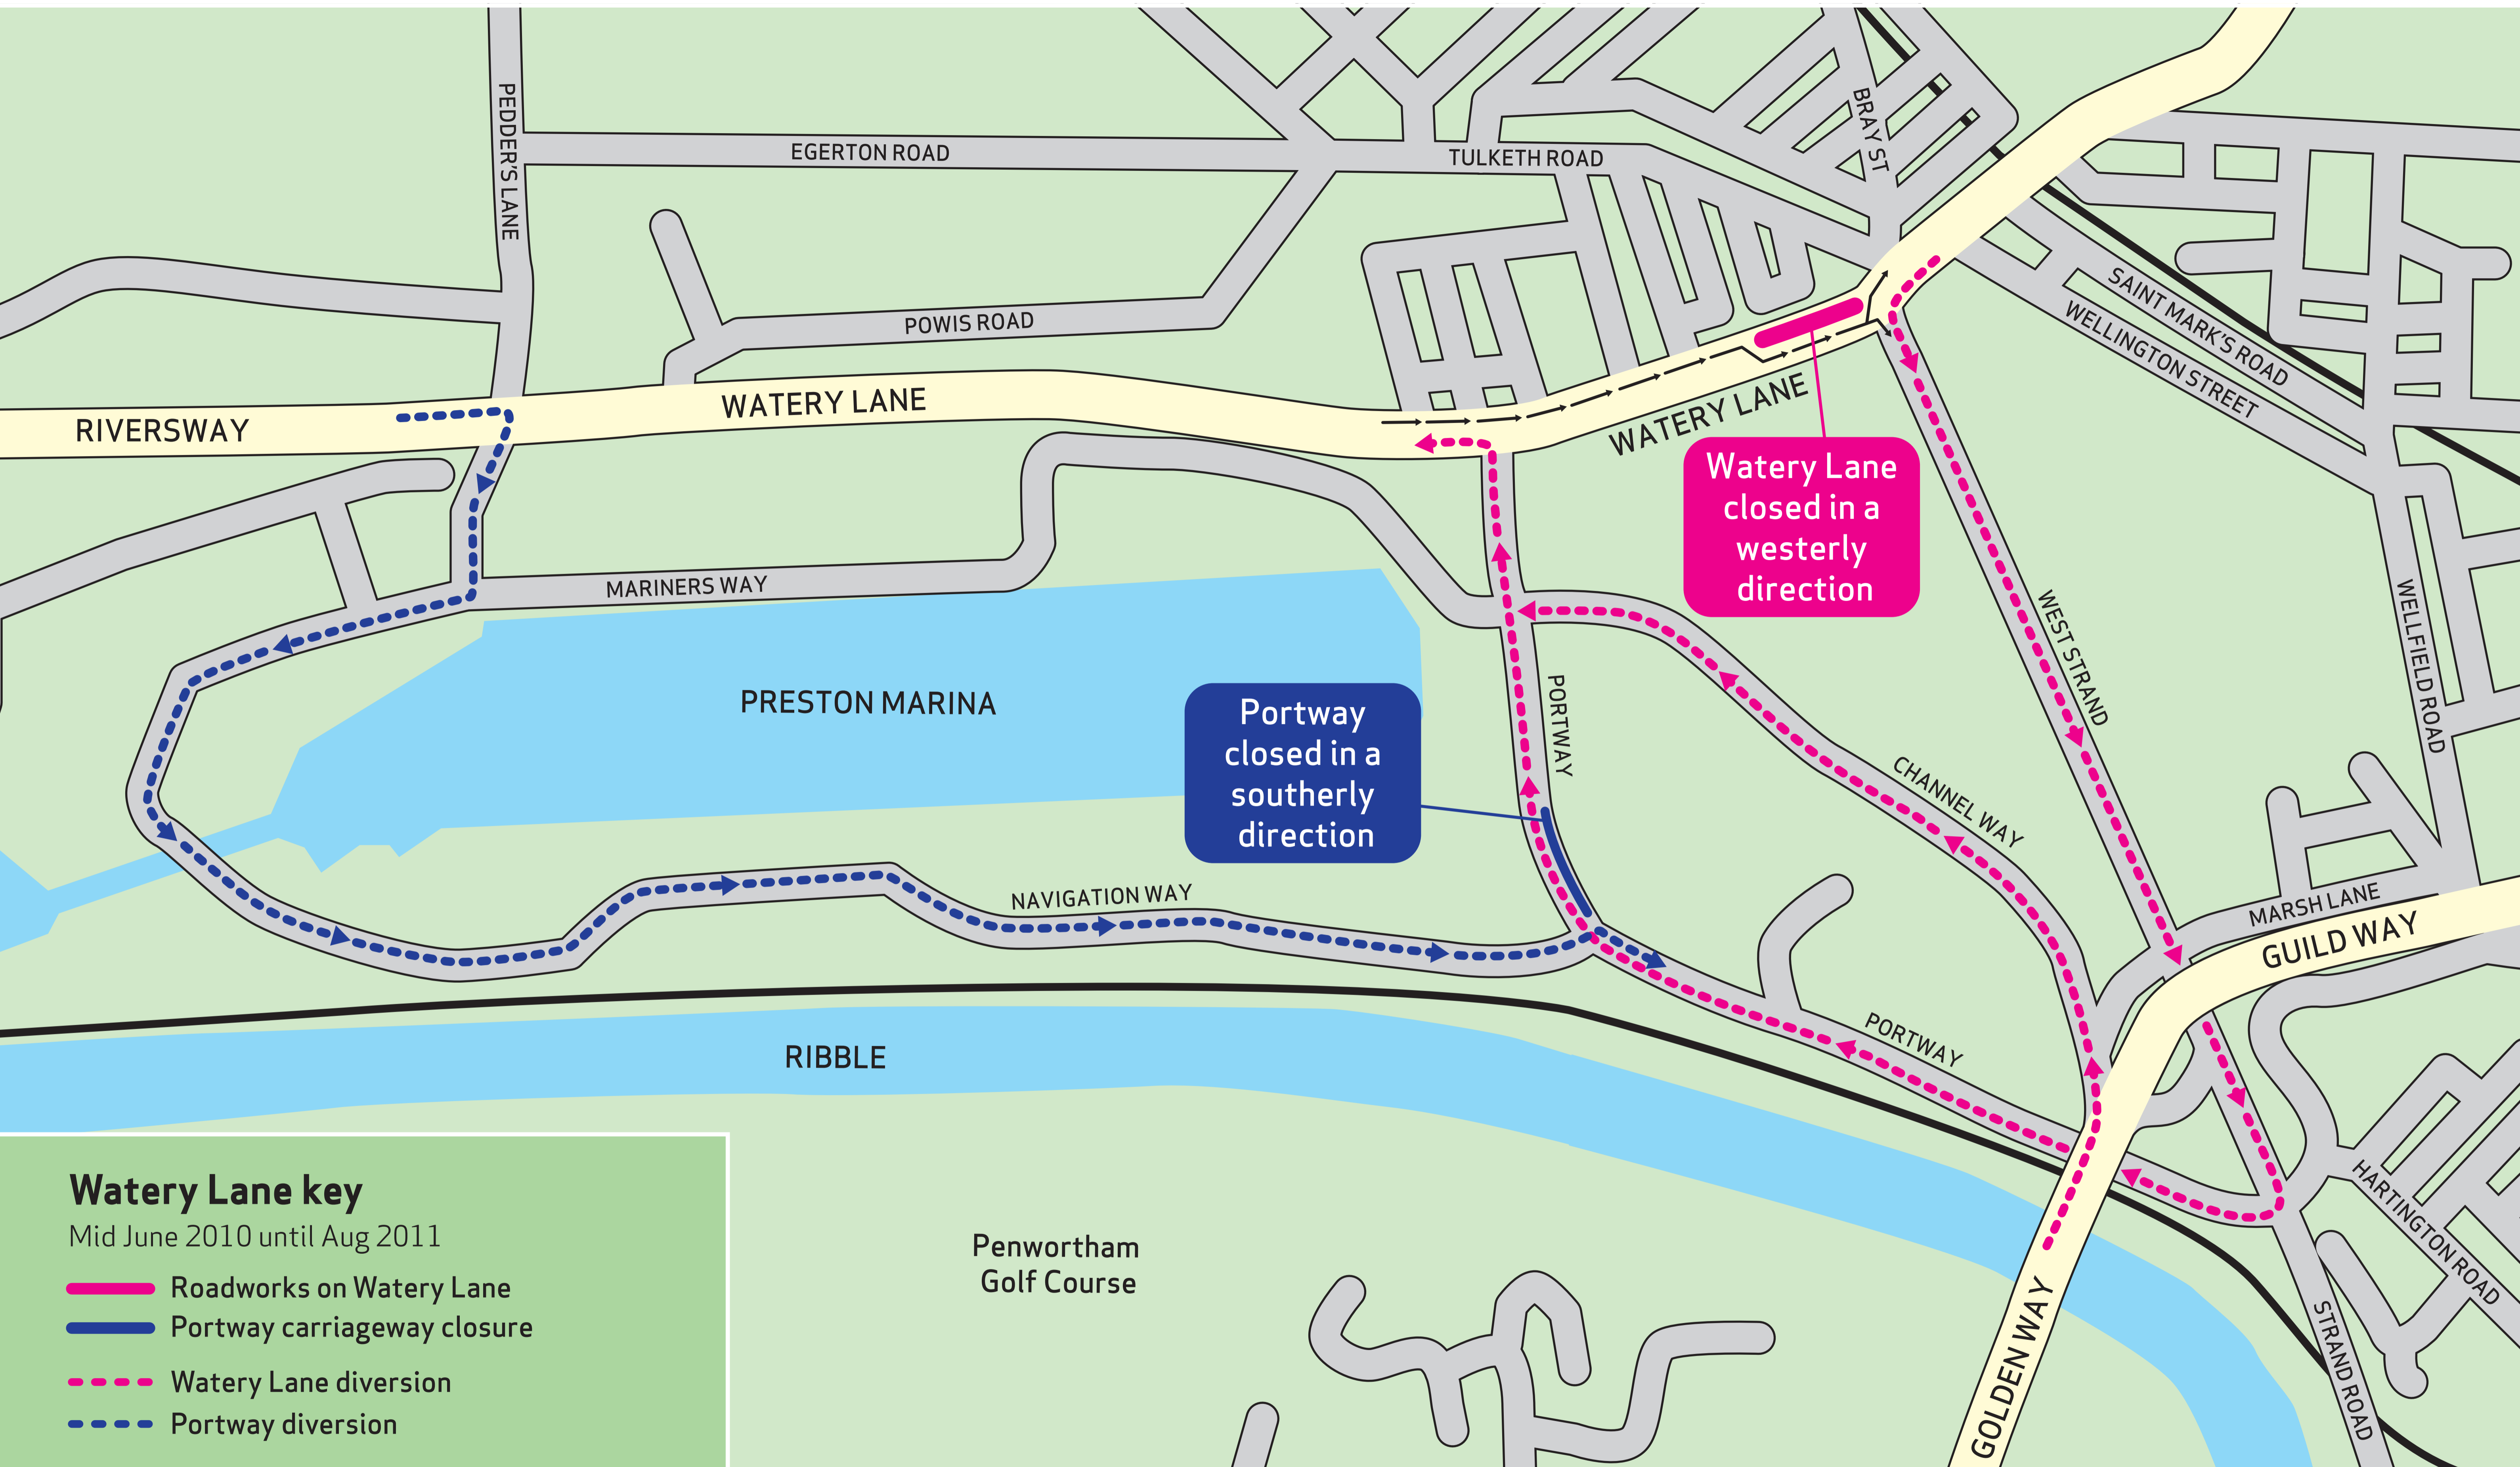 PEDDER'S LANE
EGERTON ROAD
TULKETH ROAD
BRAY ST
POWIS ROAD
SAINT MARK'S ROAD
WELLINGTON STREET
RIVERSWAY
WATERY LANE
WATERY LANE
Watery Lane
closed in a
westerly
direction
MARINERS WAY
WEST STRAND
WELLFIELD ROAD
PRESTON MARINA
Portway
closed in a
southerly
direction
PORTWAY
CHANNEL WAY
NAVIGATION WAY
MARSH LANE
GUILD WAY
PORTWAY
RIBBLE
HARTINGTON ROAD
Penwortham
Golf Course
GOLDEN WAY
STRAND ROAD
Watery Lane key
Mid June 2010 until Aug 2011
Roadworks on Watery Lane
Portway carriageway closure
Watery Lane diversion
Portway diversion